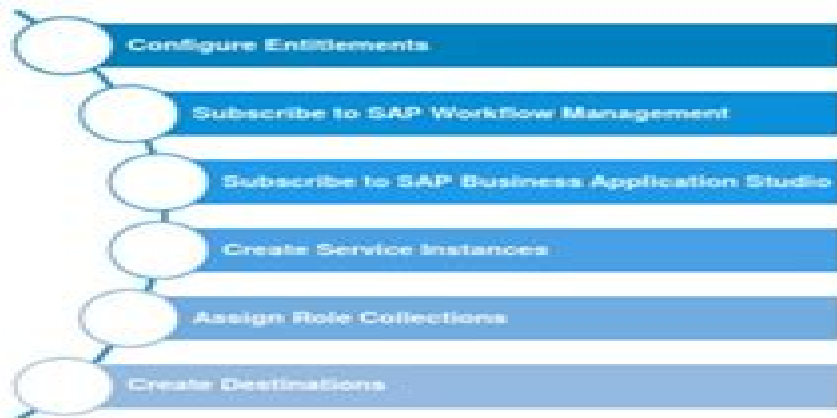 Configure Entitlements
Subscribe to SAP Workflow Management
Subscribe to SAP Business Application Studio
Create Service Instances
Assign Role Collections
Create Destinations